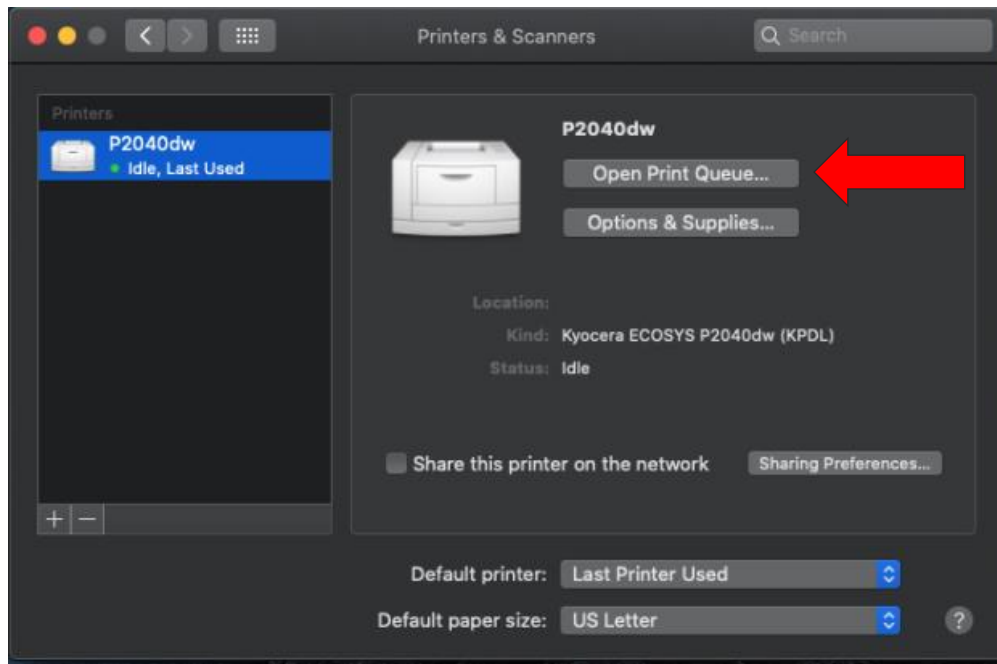 Printers & Scanners
Search
Printers
P2040dw
Idle, Last Used
P2040dw
Open Print Queue...
Options & Supplies...
Location:
Kind: Kyocera ECOSYS P2040dw (KPDL)
Status: Idle
Share this printer on the network Sharing Preferences...
+ −
Default printer: Last Printer Used
Default paper size: US Letter ?